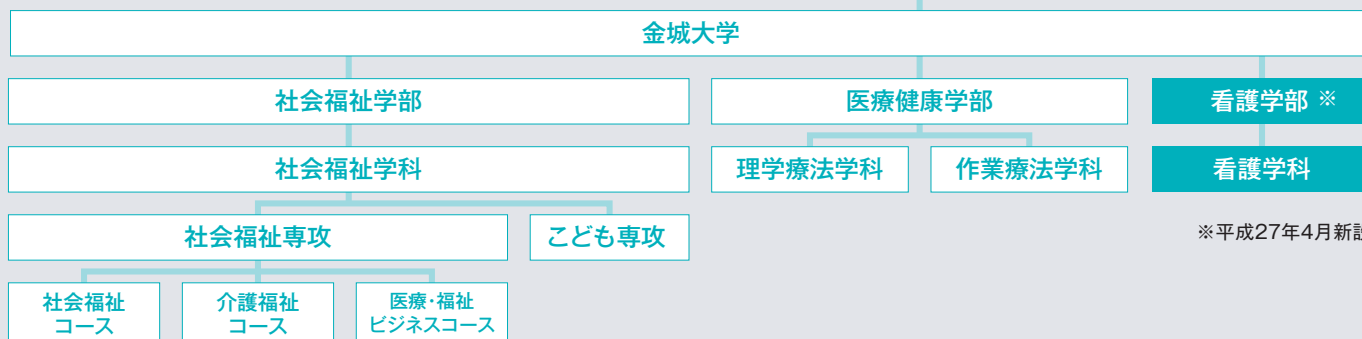 金城大学
社会福祉学部
医療健康学部
看護学部 ※
社会福祉学科
理学療法学科
作業療法学科
看護学科
社会福祉専攻
こども専攻
※平成27年4月新設
社会福祉
コース
介護福祉
コース
医療・福祉
ビジネスコース